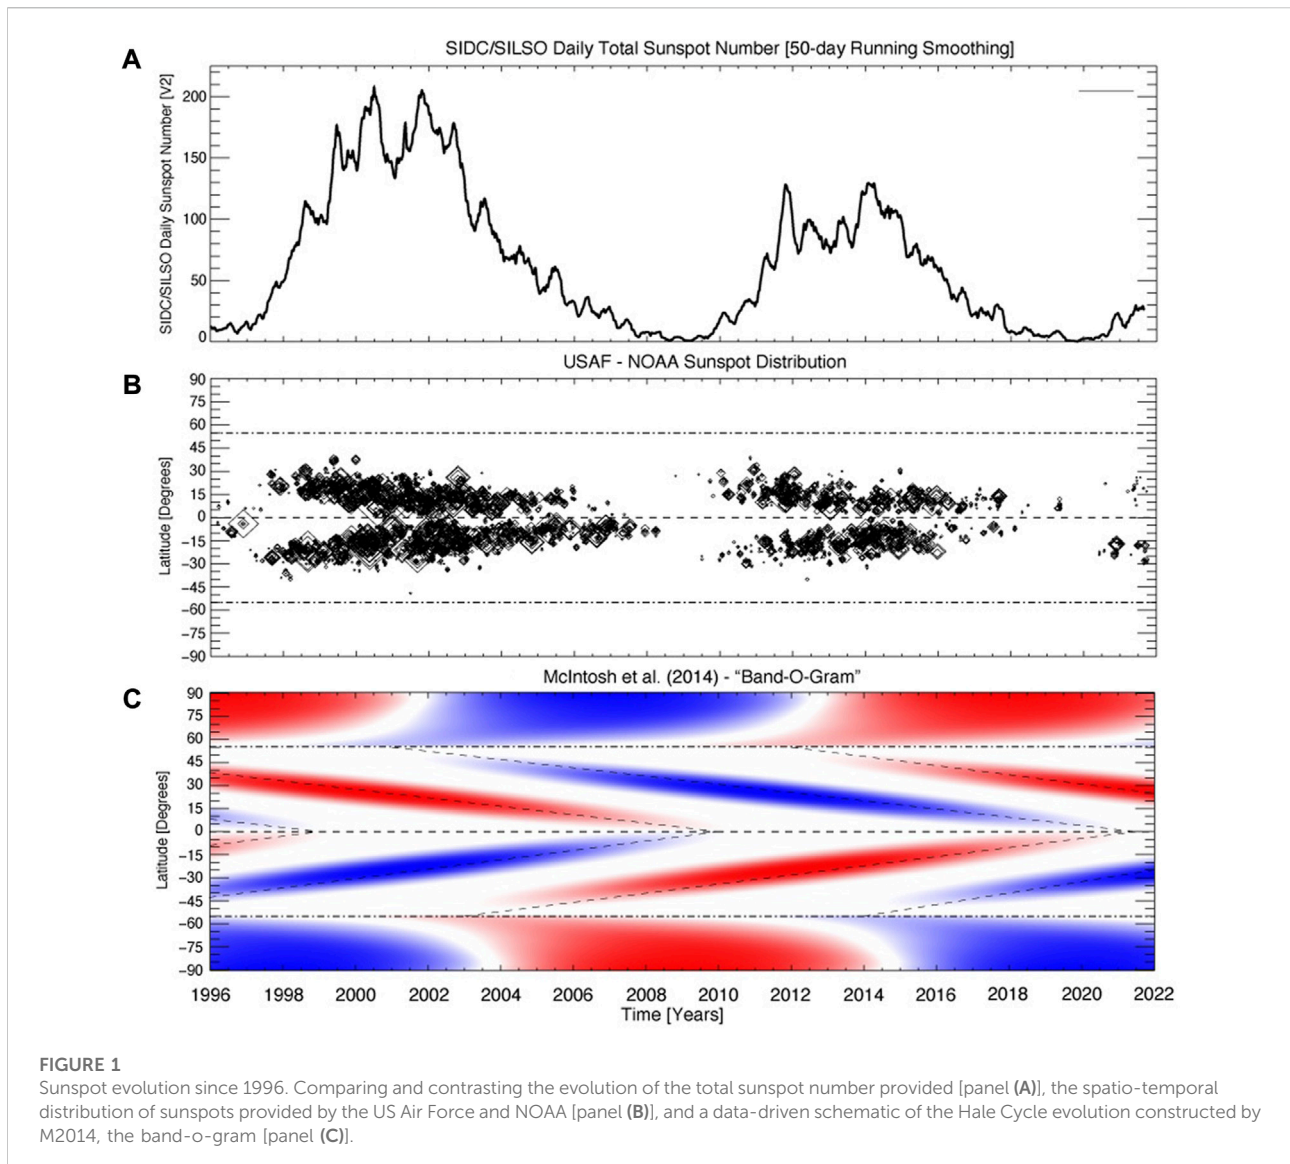 A
SIDC/SILSO Daily Total Sunspot Number [50-day Running Smoothing]
SIDC/SILSO Daily Sunspot Number [V2]
200
150
100
50
0
B
USAF - NOAA Sunspot Distribution
Latitude [Degrees]
90
75
60
45
30
15
0
-15
-30
-45
-60
-75
-90
C
McIntosh et al. (2014) - “Band-O-Gram”
Latitude [Degrees]
90
75
60
45
30
15
0
-15
-30
-45
-60
-75
-90
1996 1998 2000 2002 2004 2006 2008 2010 2012 2014 2016 2018 2020 2022
Time [Years]
FIGURE 1
Sunspot evolution since 1996. Comparing and contrasting the evolution of the total sunspot number provided [panel (A)], the spatio-temporal
distribution of sunspots provided by the US Air Force and NOAA [panel (B)], and a data-driven schematic of the Hale Cycle evolution constructed by
M2014, the band-o-gram [panel (C)].